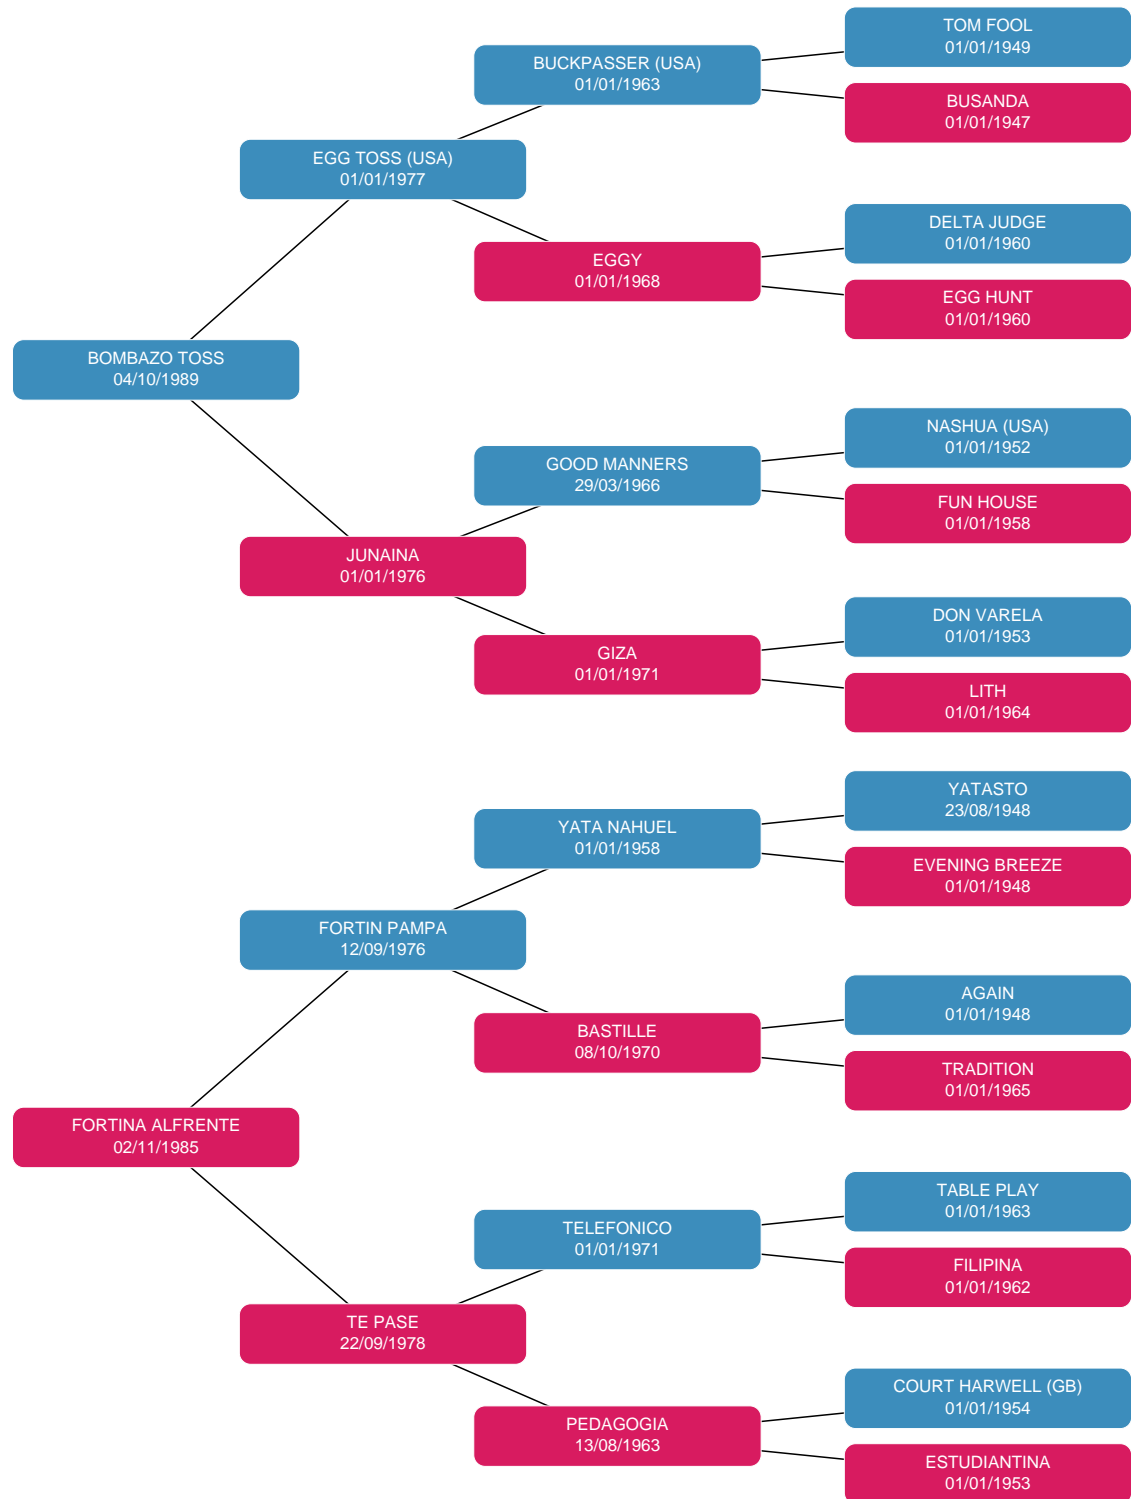 TOM FOOL
01/01/1949
BUCKPASSER (USA)
01/01/1963
BUSANDA
01/01/1947
EGG TOSS (USA)
01/01/1977
DELTA JUDGE
01/01/1960
EGGY
01/01/1968
EGG HUNT
01/01/1960
BOMBAZO TOSS
04/10/1989
NASHUA (USA)
01/01/1952
GOOD MANNERS
29/03/1966
FUN HOUSE
01/01/1958
JUNAINA
01/01/1976
DON VARELA
01/01/1953
GIZA
01/01/1971
LITH
01/01/1964
YATASTO
23/08/1948
YATA NAHUEL
01/01/1958
EVENING BREEZE
01/01/1948
FORTIN PAMPA
12/09/1976
AGAIN
01/01/1948
BASTILLE
08/10/1970
TRADITION
01/01/1965
FORTINA ALFRENTE
02/11/1985
TABLE PLAY
01/01/1963
TELEFONICO
01/01/1971
FILIPINA
01/01/1962
TE PASE
22/09/1978
COURT HARWELL (GB)
01/01/1954
PEDAGOGIA
13/08/1963
ESTUDIANTINA
01/01/1953